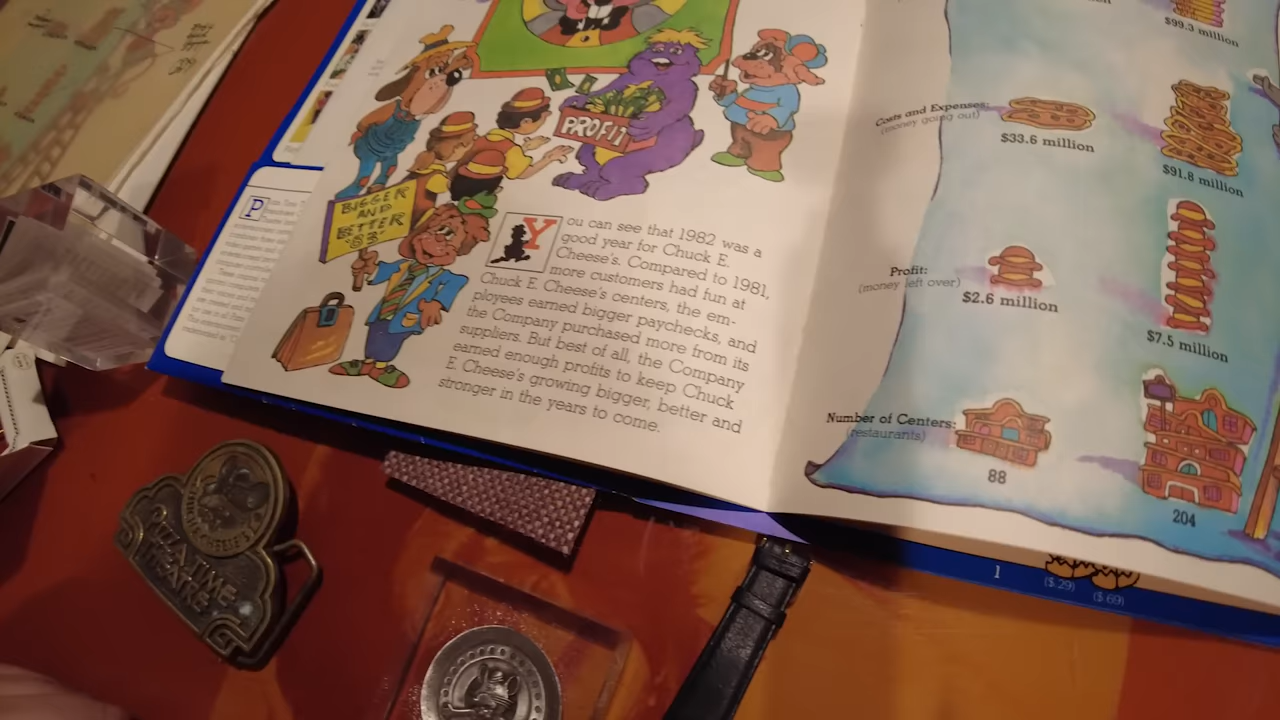 PROFIT
BIGGER
AND
BETTER
'83'
You can see that 1982 was a
good year for Chuck E.
Cheese's. Compared to 1981,
more customers had fun at
Chuck E. Cheese's centers, the em-
ployees earned bigger paychecks, and
the Company purchased more from its
suppliers. But best of all, the Company
earned enough profits to keep Chuck
E. Cheese's growing bigger, better and
stronger in the years to come.
$99.3 million
Costs and Expenses:
(money going out)
$33.6 million
$91.8 million
Profit:
(money left over)
$2.6 million
$7.5 million
Number of Centers:
(restaurants)
88
204
1
($.29)
($.69)
P
PIZZA TIME
THEATRE